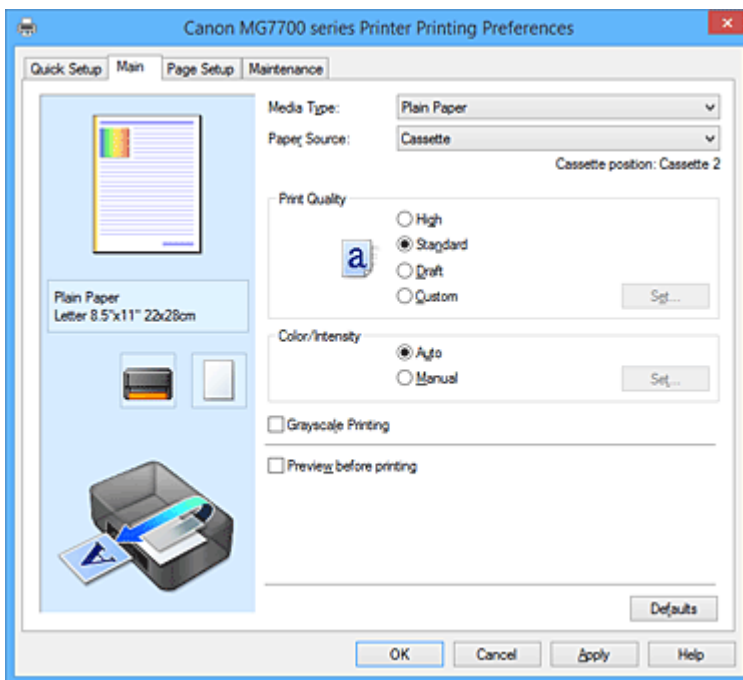 Canon MG7700 series Printer Printing Preferences
Quick Setup Main Page Setup Maintenance
Media Type: Plain Paper
Paper Source: Cassette
Cassette position: Cassette 2
Print Quality
High
a Standard
Draft
Custom Set...
Plain Paper
Letter 8.5"x11" 22x28cm
Color/Intensity
Auto
Manual Set...
Grayscale Printing
Preview before printing
A
Defaults
OK Cancel Apply Help